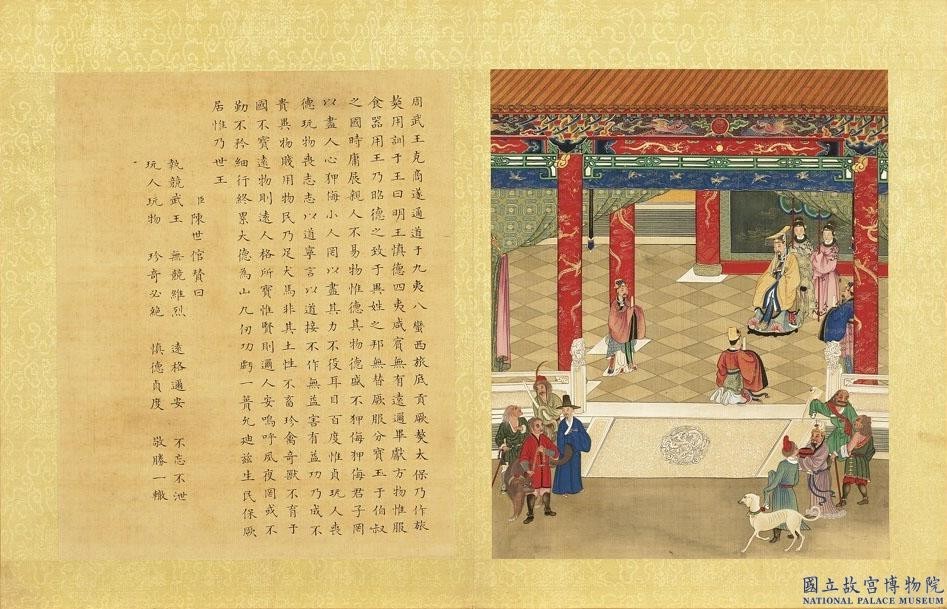 周武王克商遂通道于九夷八蠻西旅厎貢厥獒太保乃作旅
獒用訓于王曰明王慎德四夷咸賓無有遠邇畢獻方物惟服
食器用王乃昭德之致于異姓之邦無替厥服分寶玉于伯叔
之國時庸展親人不易物惟德其物德盛不狎侮狎侮君子罔
以盡人心狎侮小人罔以盡其力不役耳目百度惟貞玩人喪
德玩物喪志志以道寧言以道接不作無益害有益功乃成不
貴異物賤用物民乃足犬馬非其土性不畜珍禽奇獸不育于
國不寶遠物則遠人格所寶惟賢則邇人安嗚呼夙夜罔或不
勤不矜細行終累大德為山九仞功虧一簣允迪茲生民保厥
居惟乃世王
臣陳世倌贊曰
執競武王 無競維烈 遠格邇安 不忘不泄
玩人玩物 珍奇必絕 慎德貞度 敬勝一轍
國立故宮博物院
NATIONAL PALACE MUSEUM